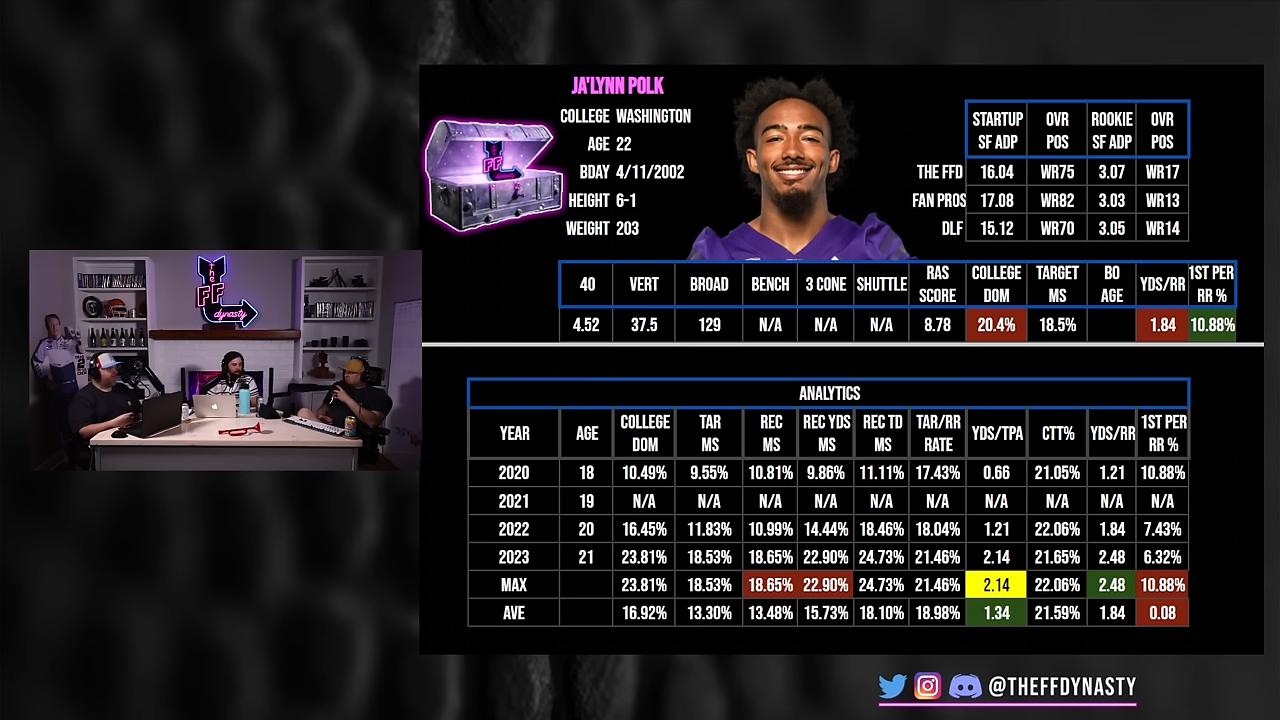 JA'LYNN POLK
COLLEGE WASHINGTON
AGE 22
BDAY 4/11/2002
HEIGHT 6-1
WEIGHT 203
FF
STARTUP SF ADP OVR POS ROOKIE SF ADP OVR POS
THE FFD 16.04 WR75 3.07 WR17
FAN PROS 17.08 WR82 3.03 WR13
DLF 15.12 WR70 3.05 WR14
40 VERT BROAD BENCH 3 CONE SHUTTLE RAS SCORE COLLEGE DOM TARGET MS BO AGE YDS/RR 1ST PER RR %
4.52 37.5 129 N/A N/A N/A 8.78 20.4% 18.5% 1.84 10.88%
the
FF
dynasty
ANALYTICS
YEAR AGE COLLEGE DOM TAR MS REC MS REC YDS MS REC TD MS TAR/RR RATE YDS/TPA CTT% YDS/RR 1ST PER RR %
2020 18 10.49% 9.55% 10.81% 9.86% 11.11% 17.43% 0.66 21.05% 1.21 10.88%
2021 19 N/A N/A N/A N/A N/A N/A N/A N/A N/A N/A
2022 20 16.45% 11.83% 10.99% 14.44% 18.46% 18.04% 1.21 22.06% 1.84 7.43%
2023 21 23.81% 18.53% 18.65% 22.90% 24.73% 21.46% 2.14 21.65% 2.48 6.32%
MAX 23.81% 18.53% 18.65% 22.90% 24.73% 21.46% 2.14 22.06% 2.48 10.88%
AVE 16.92% 13.30% 13.48% 15.73% 18.10% 18.98% 1.34 21.59% 1.84 0.08
@THEFFDYNASTY